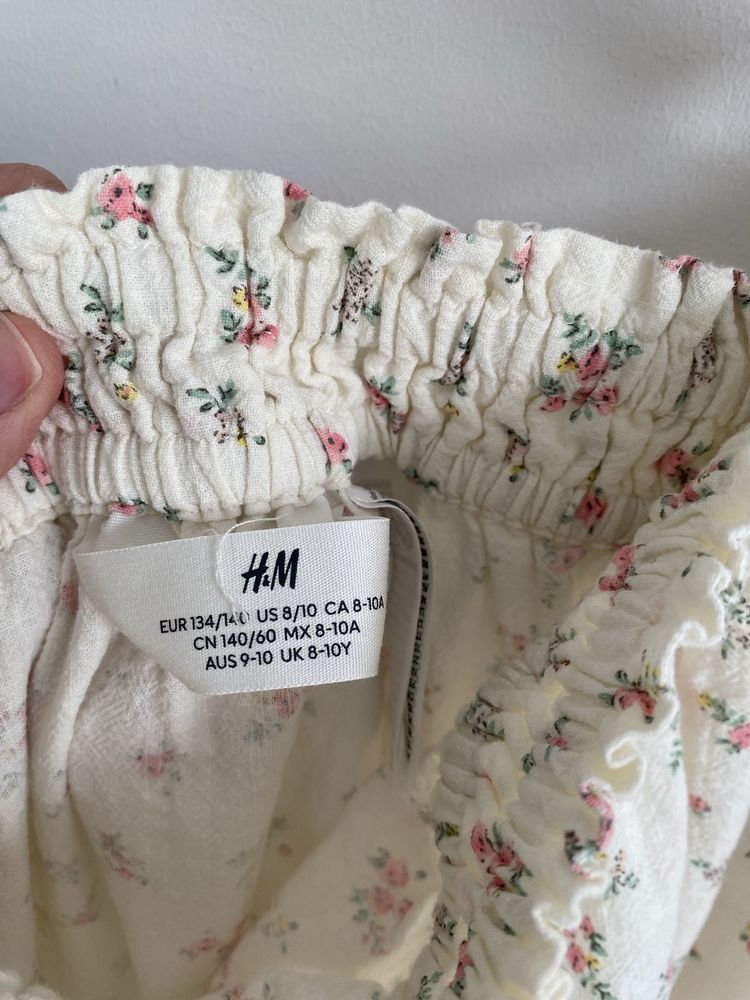 H&M
EUR 134/140 US 8/10 CA 8-10A
CN 140/60 MX 8-10A
AUS 9-10 UK 8-10Y